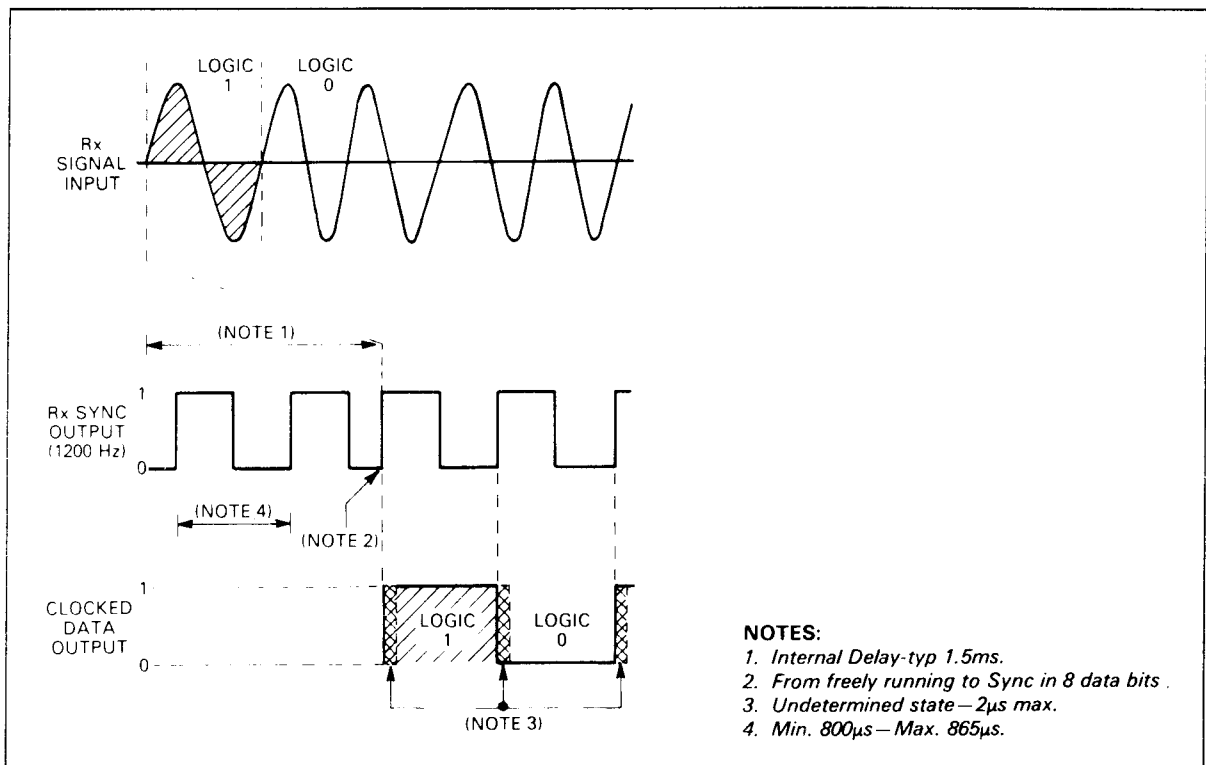 LOGIC
1
LOGIC
0
Rx
SIGNAL
INPUT
(NOTE 1)
1
Rx SYNC
OUTPUT
(1200 Hz)
0
(NOTE 4)
(NOTE 2)
1
CLOCKED
DATA
OUTPUT
0
LOGIC
1
LOGIC
0
(NOTE 3)
NOTES:
1. Internal Delay-typ 1.5ms.
2. From freely running to Sync in 8 data bits.
3. Undetermined state—2µs max.
4. Min. 800µs—Max. 865µs.